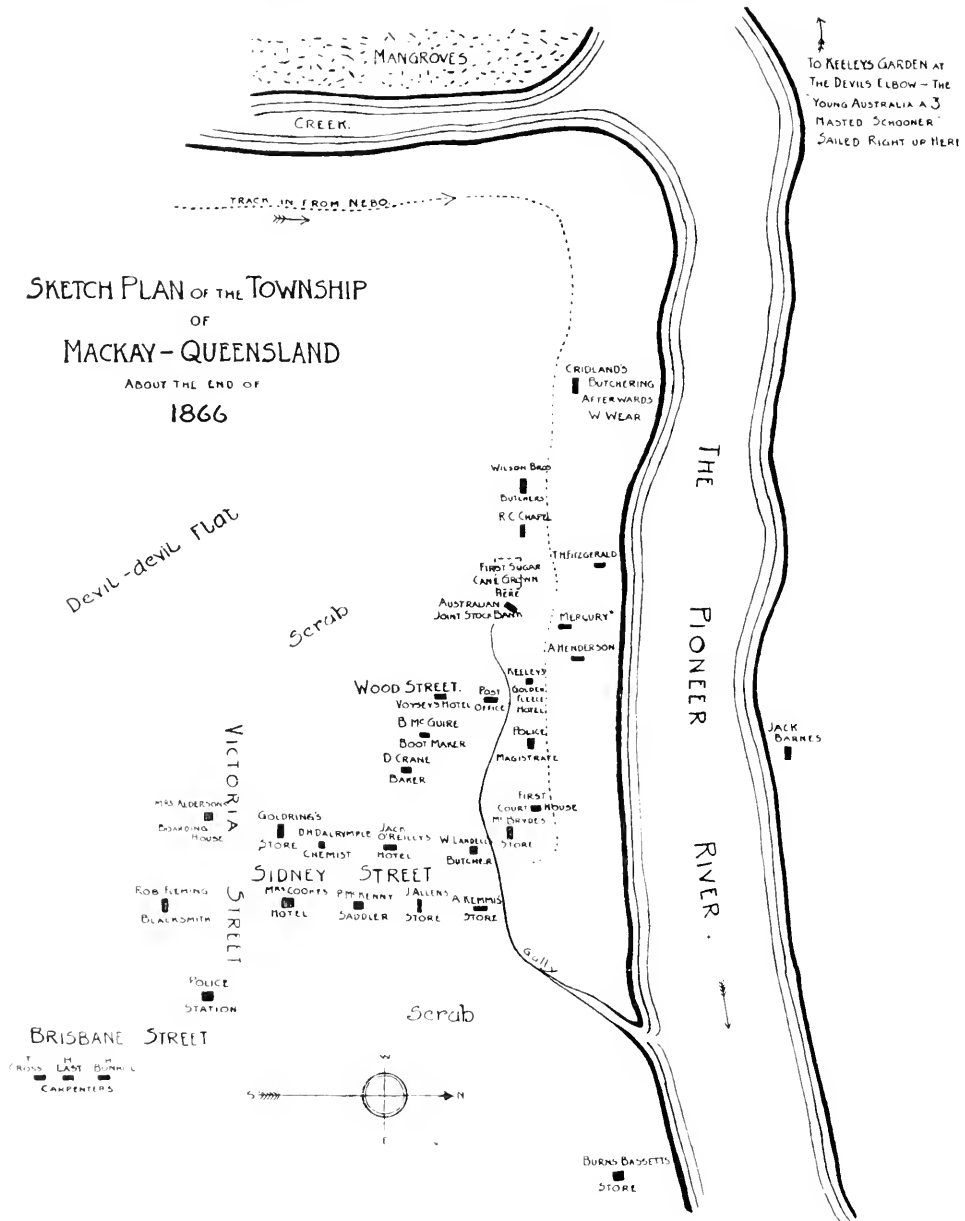 MANGROVES
CREEK.
TO KEELEYS GARDEN AT
THE DEVILS ELBOW – THE
"YOUNG AUSTRALIA A 3
MASTED SCHOONER"
SAILED RIGHT UP HERE
TRACK IN FROM NEBO.
SKETCH PLAN OF THE TOWNSHIP
OF
MACKAY – QUEENSLAND
ABOUT THE END OF
1866
CRIDLAND'S
BUTCHERING
AFTERWARDS
W WEAR
WILSON BROS
BUTCHERS
R.C. CHAPEL
T.H.FITZGERALD
FIRST SUGAR
CANE GROWN
HERE
AUSTRALIAN
JOINT STOCK BANK
MERCURY"
A.HENDERSON
Devil-devil Flat
Scrub
THE PIONEER RIVER.
KEELEYS
GOLDEN
FLEECE
HOTEL
WOOD STREET.
VOYSEYS HOTEL
POST
OFFICE
B McGUIRE
BOOT MAKER
D. CRANE
BAKER
POLICE
MAGISTRATE
JACK
BARNES
VICTORIA STREET
MRS ALDERSON
BOARDING
HOUSE
GOLDRING'S
STORE
D.H.DALRYMPLE
CHEMIST
JACK
O'REILLYS
HOTEL
W. LANDELLS
BUTCHER
FIRST
COURT HOUSE
McBRYDES
STORE
SIDNEY STREET
ROB FLEMING
BLACKSMITH
MRS COOKES
HOTEL
P.McKENNY
SADDLER
J ALLENS
STORE
A KEMMIS
STORE
Gully
POLICE
STATION
Scrub
BRISBANE STREET
T CROSS
H LAST
H BONHILL
CARPENTERS
W
S
N
E
BURNS BASSETTS
STORE